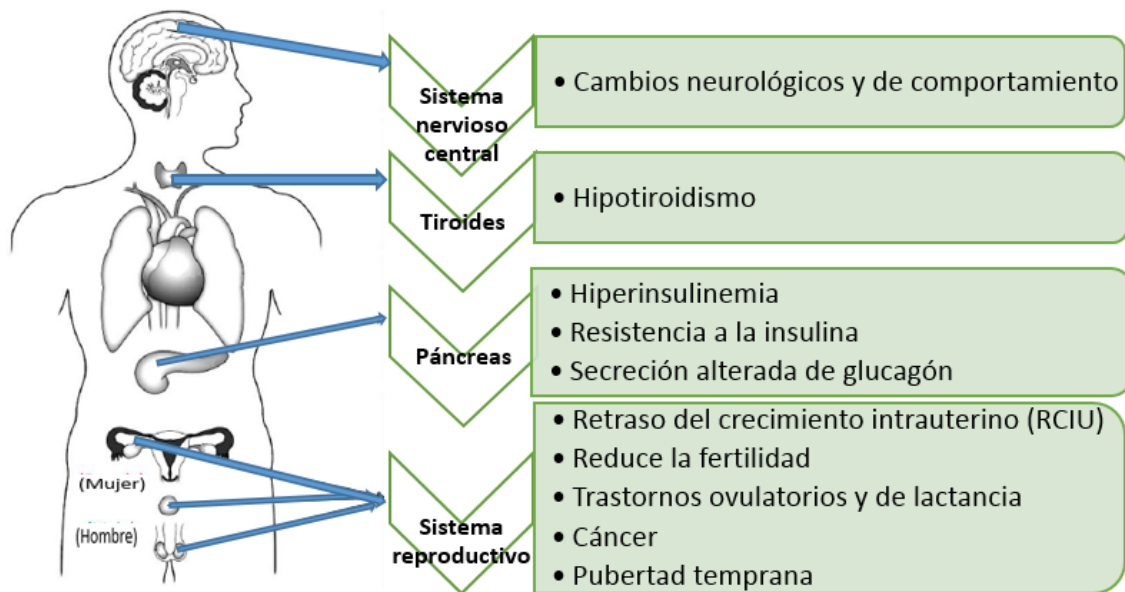 Sistema
nervioso
central
• Cambios neurológicos y de comportamiento
Tiroides
• Hipotiroidismo
Páncreas
• Hiperinsulinemia
• Resistencia a la insulina
• Secreción alterada de glucagón
(Mujer)
(Hombre)
Sistema
reproductivo
• Retraso del crecimiento intrauterino (RCIU)
• Reduce la fertilidad
• Trastornos ovulatorios y de lactancia
• Cáncer
• Pubertad temprana